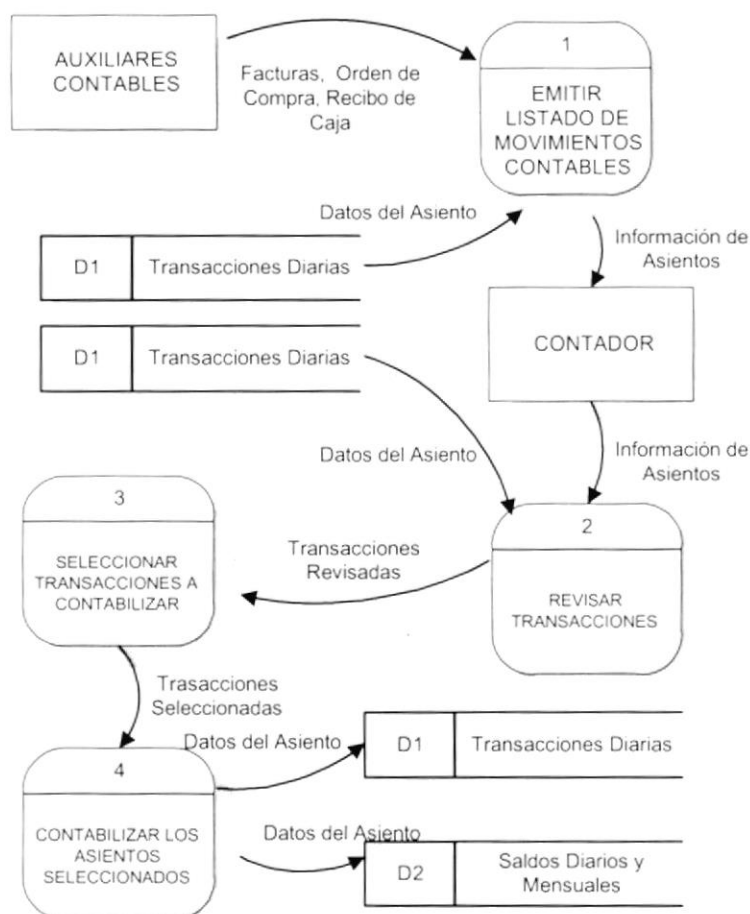 AUXILIARES
CONTABLES
Facturas, Orden de
Compra, Recibo de
Caja
1
EMITIR
LISTADO DE
MOVIMIENTOS
CONTABLES
Datos del Asiento
D1
Transacciones Diarias
Información de
Asientos
D1
Transacciones Diarias
CONTADOR
Datos del Asiento
Información de
Asientos
3
SELECCIONAR
TRANSACCIONES A
CONTABILIZAR
Transacciones
Revisadas
2
REVISAR
TRANSACCIONES
Trasacciones
Seleccionadas
Datos del Asiento
D1
Transacciones Diarias
4
CONTABILIZAR LOS
ASIENTOS
SELECCIONADOS
Datos del Asiento
D2
Saldos Diarios y
Mensuales